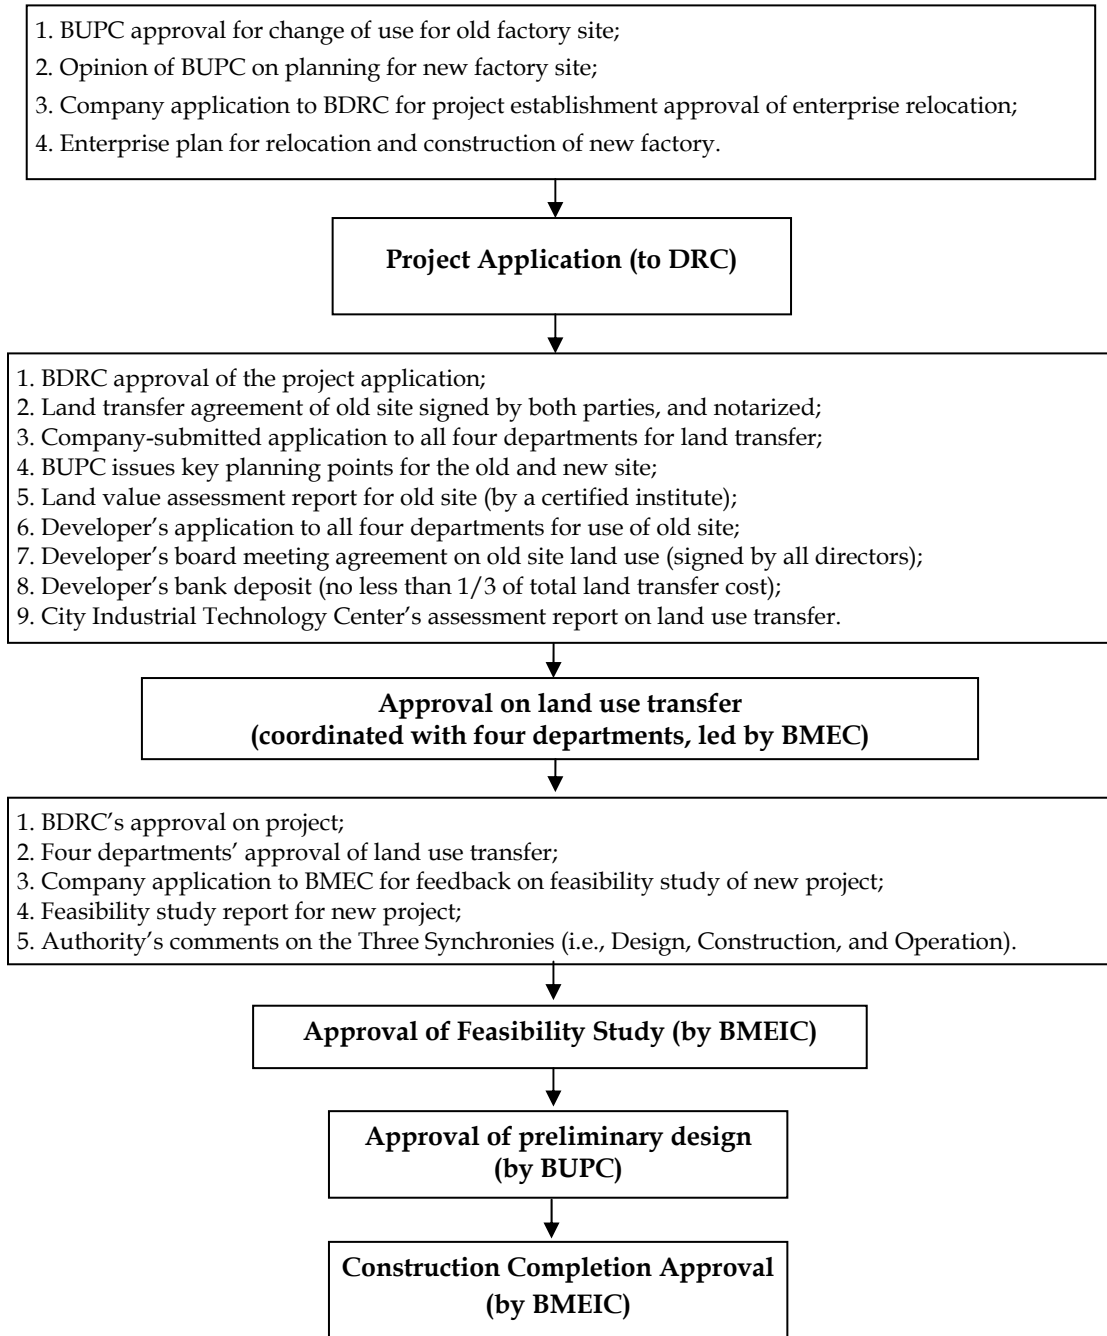 1. BUPC approval for change of use for old factory site;
2. Opinion of BUPC on planning for new factory site;
3. Company application to BDRC for project establishment approval of enterprise relocation;
4. Enterprise plan for relocation and construction of new factory.
Project Application (to DRC)
1. BDRC approval of the project application;
2. Land transfer agreement of old site signed by both parties, and notarized;
3. Company-submitted application to all four departments for land transfer;
4. BUPC issues key planning points for the old and new site;
5. Land value assessment report for old site (by a certified institute);
6. Developer’s application to all four departments for use of old site;
7. Developer’s board meeting agreement on old site land use (signed by all directors);
8. Developer’s bank deposit (no less than 1/3 of total land transfer cost);
9. City Industrial Technology Center’s assessment report on land use transfer.
Approval on land use transfer
(coordinated with four departments, led by BMEC)
1. BDRC’s approval on project;
2. Four departments’ approval of land use transfer;
3. Company application to BMEC for feedback on feasibility study of new project;
4. Feasibility study report for new project;
5. Authority’s comments on the Three Synchronies (i.e., Design, Construction, and Operation).
Approval of Feasibility Study (by BMEIC)
Approval of preliminary design
(by BUPC)
Construction Completion Approval
(by BMEIC)